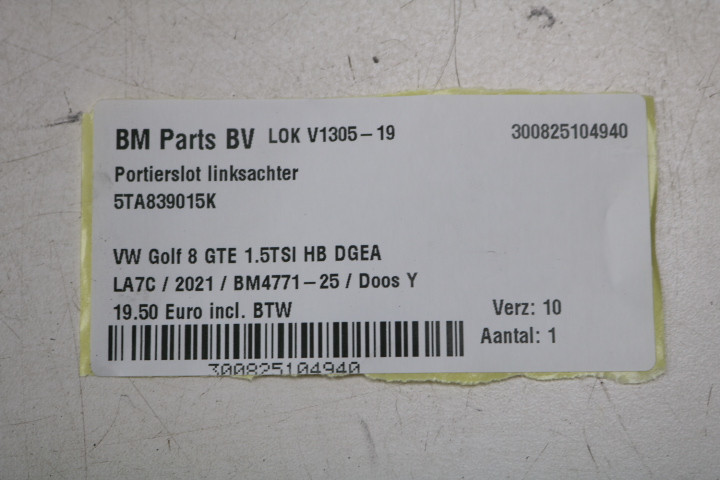 BM Parts BV LOK V1305-19 300825104940
Portierslot linksachter
5TA839015K
VW Golf 8 GTE 1.5TSI HB DGEA
LA7C / 2021 / BM4771-25 / Doos Y
19.50 Euro incl. BTW Verz: 10
Aantal: 1
300825104940